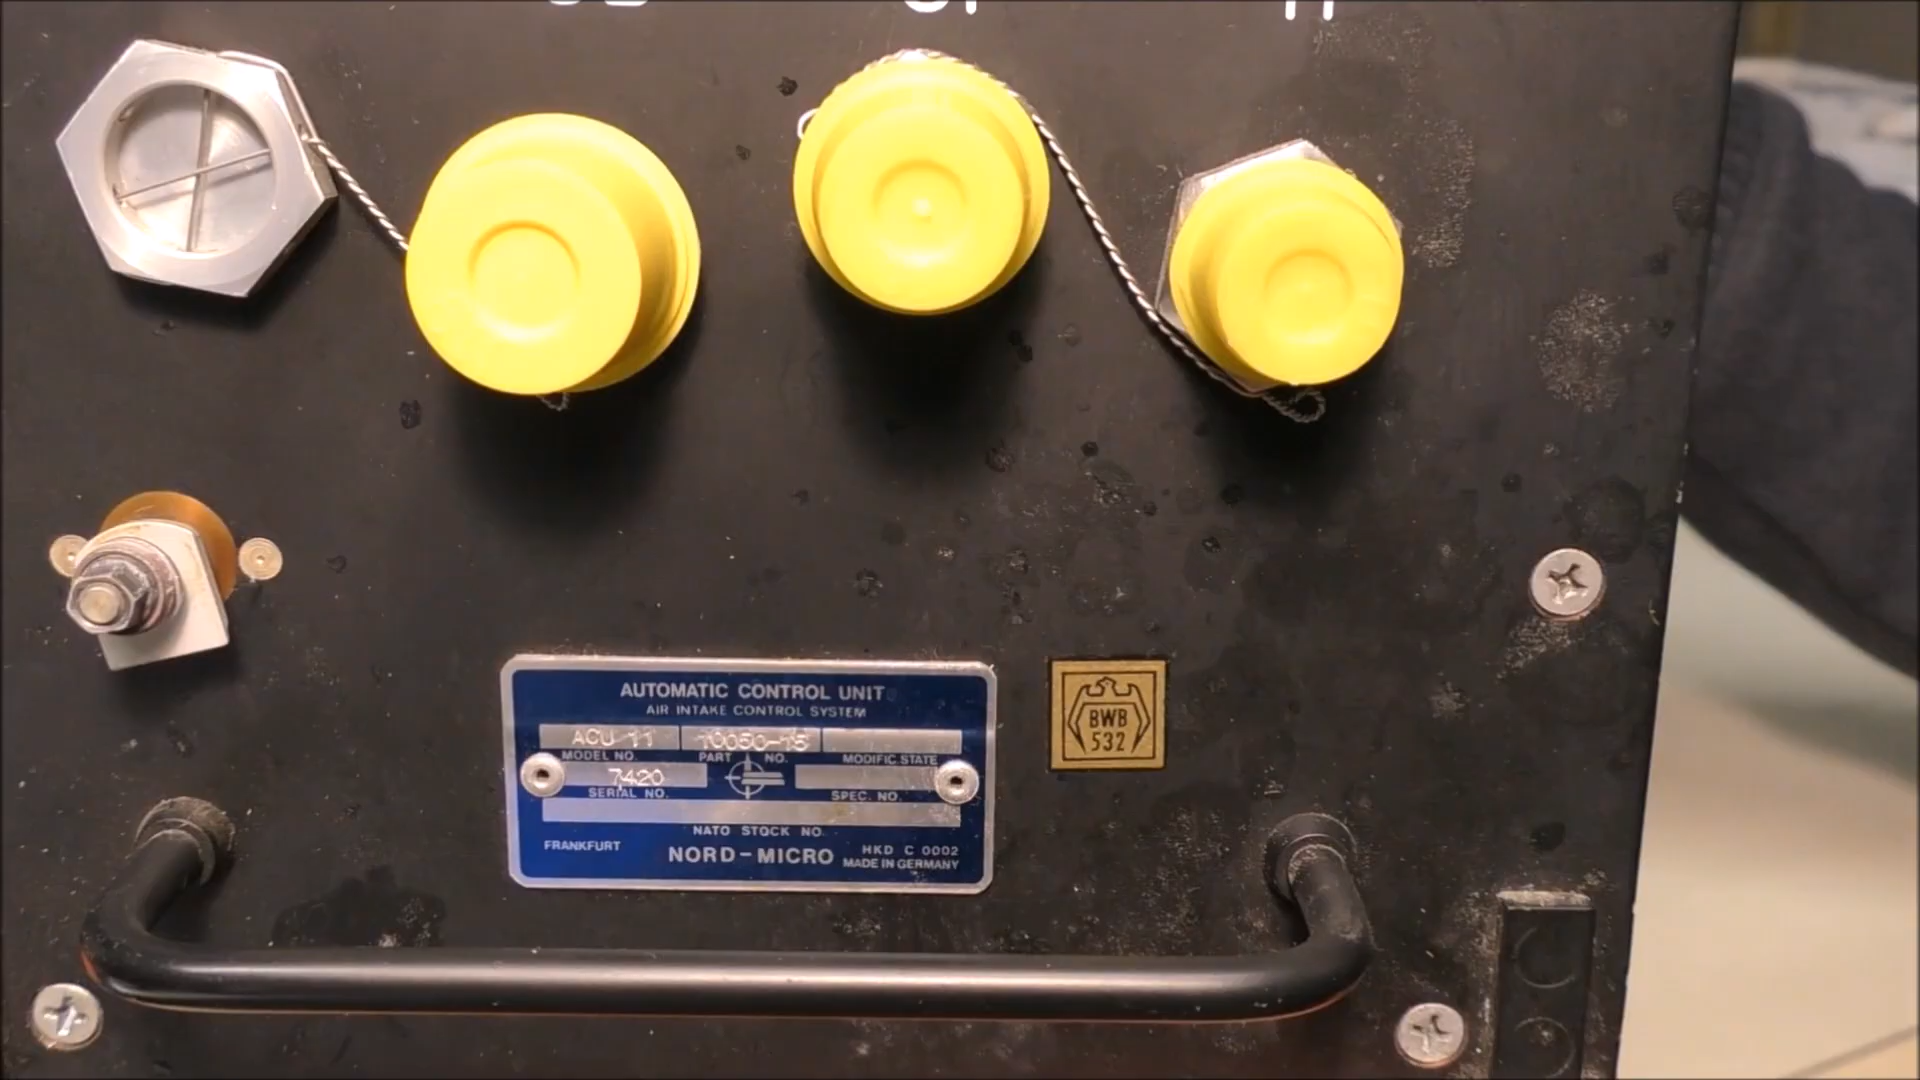 AUTOMATIC CONTROL UNIT
AIR INTAKE CONTROL SYSTEM
ACU 11 10050-15
MODEL NO. PART NO. MODIFIC.STATE
7420
SERIAL NO. SPEC. NO.
NATO STOCK NO.
FRANKFURT NORD-MICRO HKD C 0002
MADE IN GERMANY
BWB
532